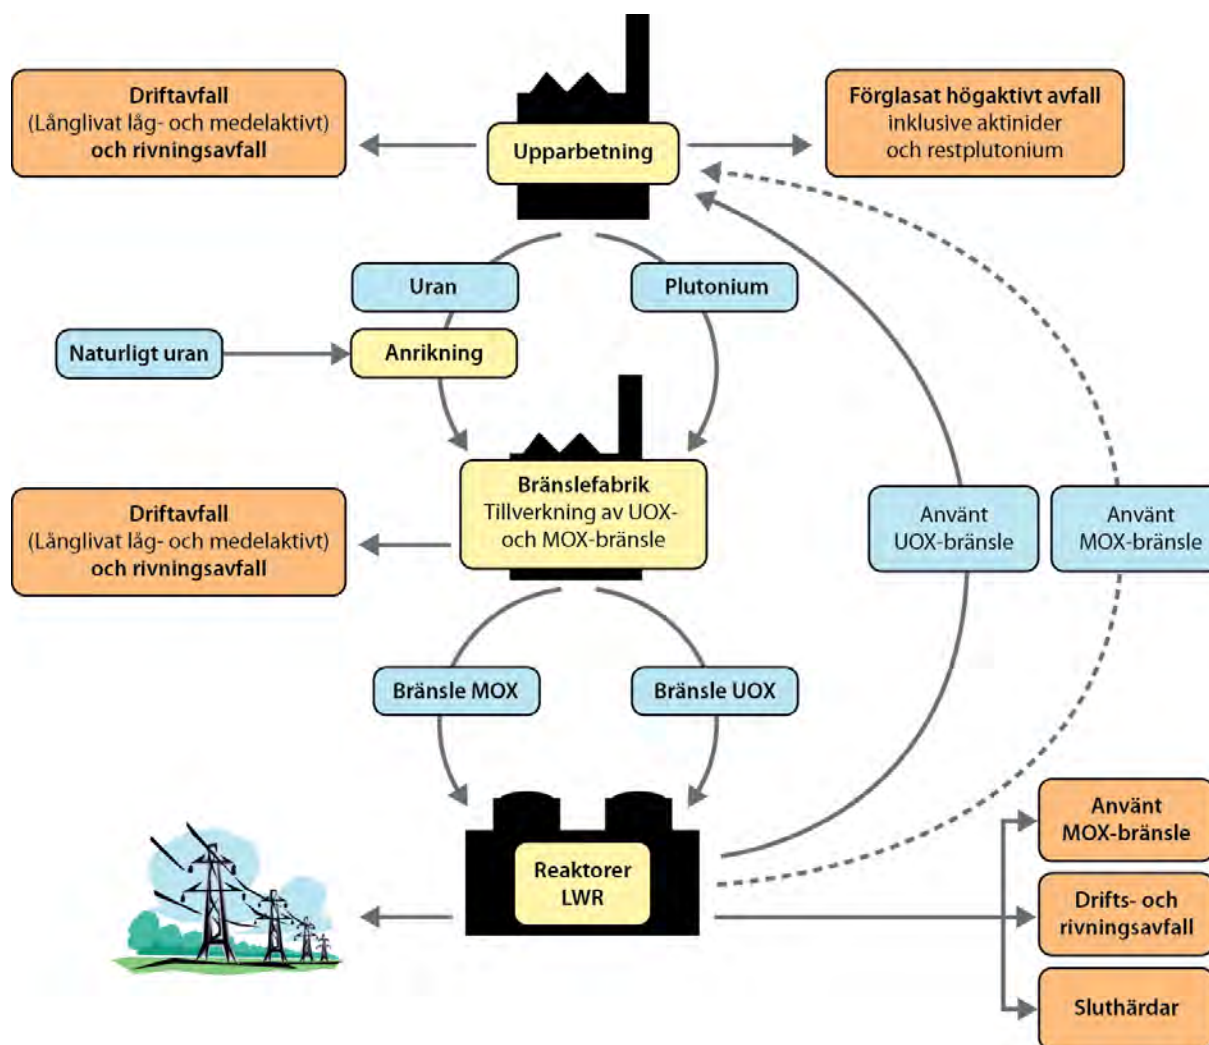 Driftavfall
(Långlivat låg- och medelaktivt)
och rivningsavfall
Upparbetning
Förglasat högaktivt avfall
inklusive aktinider
och restplutonium
Uran
Plutonium
Naturligt uran
Anrikning
Driftavfall
(Långlivat låg- och medelaktivt)
och rivningsavfall
Bränslefabrik
Tillverkning av UOX-
och MOX-bränsle
Använt
UOX-bränsle
Använt
MOX-bränsle
Bränsle MOX
Bränsle UOX
Reaktorer
LWR
Använt
MOX-bränsle
Drifts- och
rivningsavfall
Sluthärdar